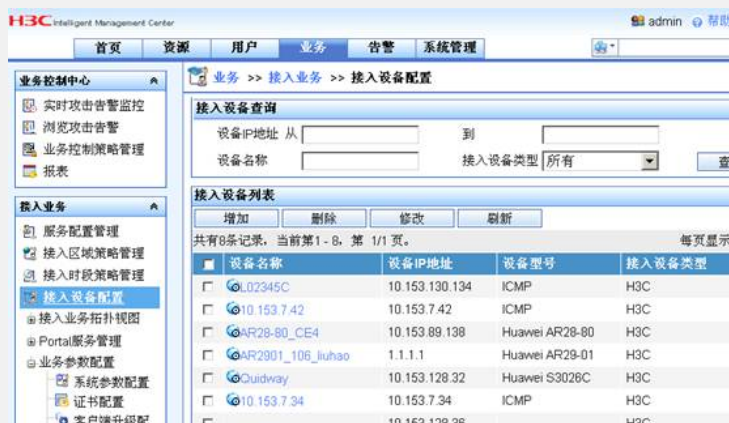 H3C Intelligent Management Center
admin 帮助
首页 资源 用户 业务 告警 系统管理
业务控制中心
实时攻击告警监控
浏览攻击告警
业务控制策略管理
报表
接入业务
服务配置管理
接入区域策略管理
接入时段策略管理
接入设备配置
接入业务拓扑视图
Portal服务管理
业务参数配置
系统参数配置
证书配置
客户端升级配
业务 >> 接入业务 >> 接入设备配置
接入设备查询
设备IP地址 从 到
设备名称 接入设备类型 所有
接入设备列表
增加 删除 修改 刷新
共有8条记录, 当前第1 - 8, 第 1/1 页。 每页显示
设备名称 设备IP地址 设备型号 接入设备类型
L02345C 10.153.130.134 ICMP H3C
10.153.7.42 10.153.7.42 ICMP H3C
AR28-80_CE4 10.153.89.138 Huawei AR28-80 H3C
AR2901_106_liuhao 1.1.1.1 Huawei AR29-01 H3C
Quidway 10.153.128.32 Huawei S3026C H3C
10.153.7.34 10.153.7.34 ICMP H3C